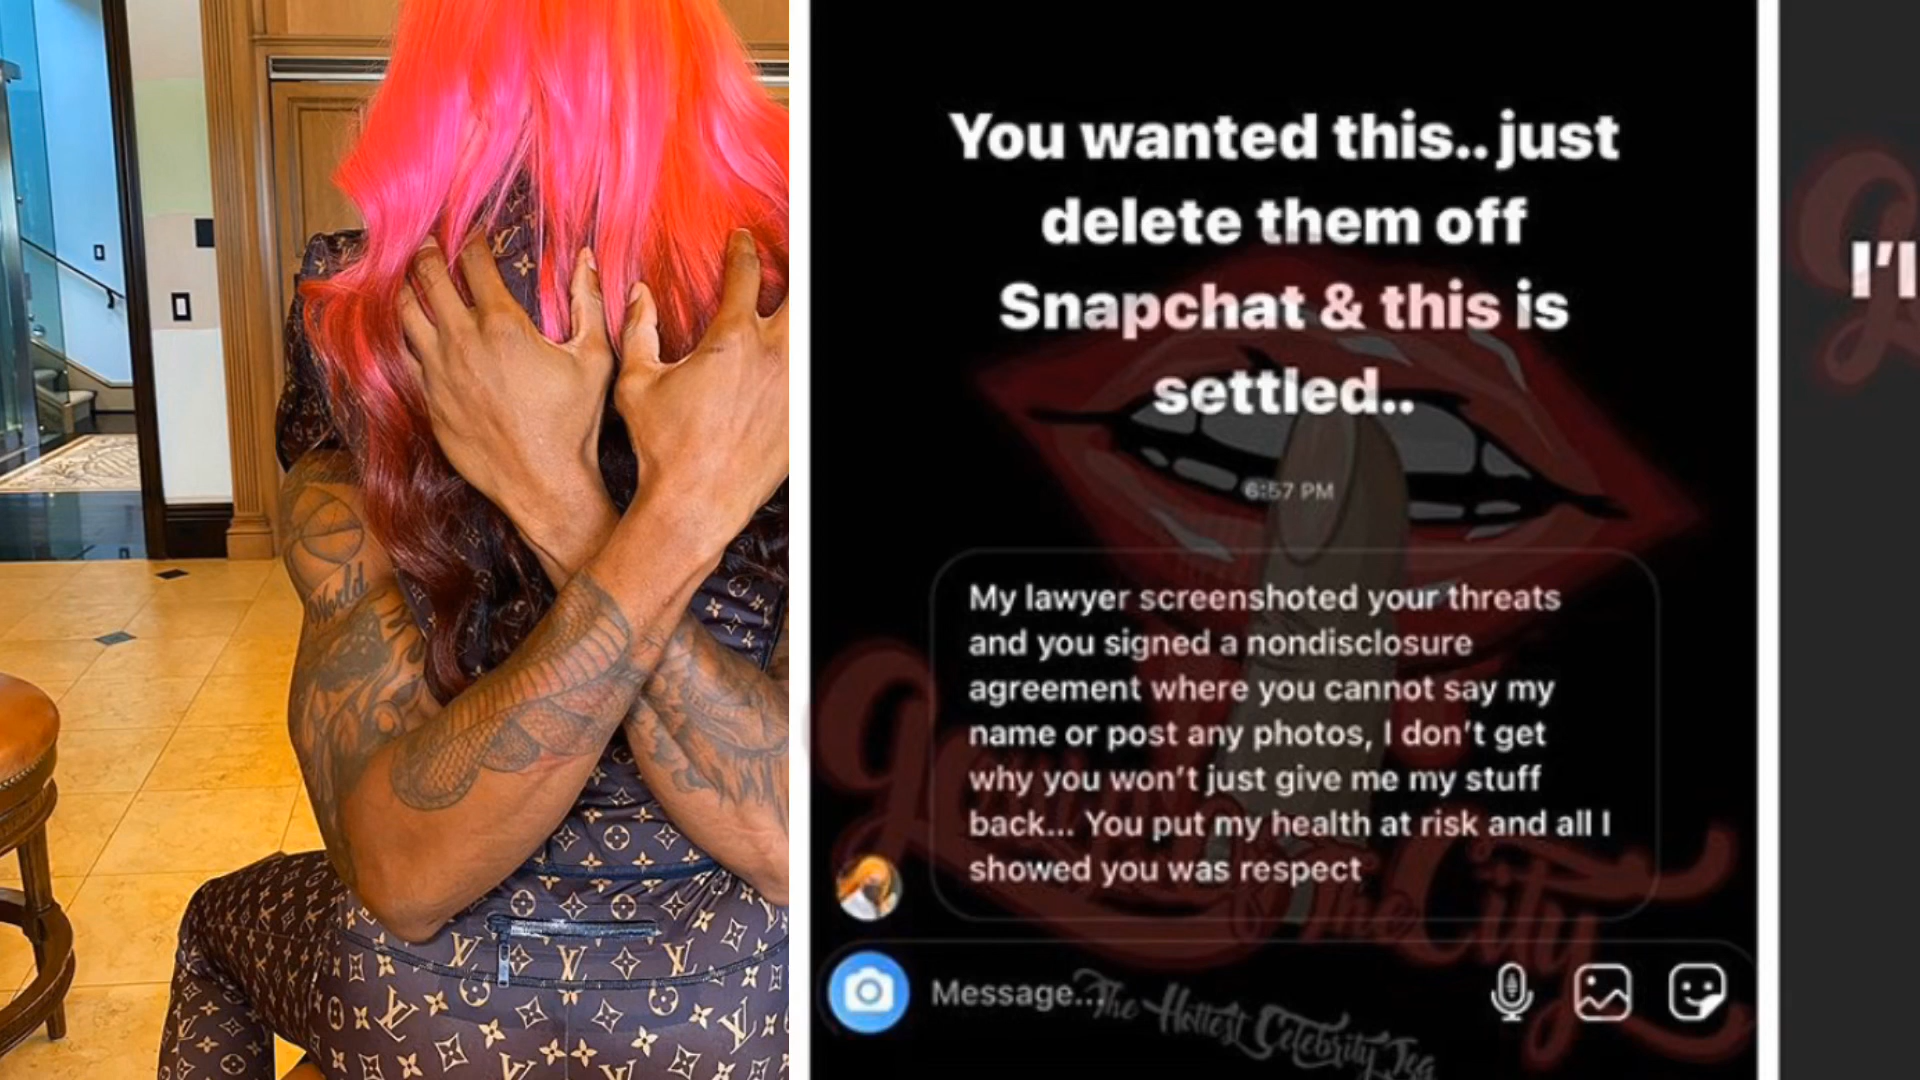 World
You wanted this.. just
delete them off
Snapchat & this is
settled..
6:57 PM
My lawyer screenshoted your threats
and you signed a nondisclosure
agreement where you cannot say my
name or post any photos, I don't get
why you won't just give me my stuff
back... You put my health at risk and all I
showed you was respect
The City
Message...
The Hottest Celebrity Tea
I'l